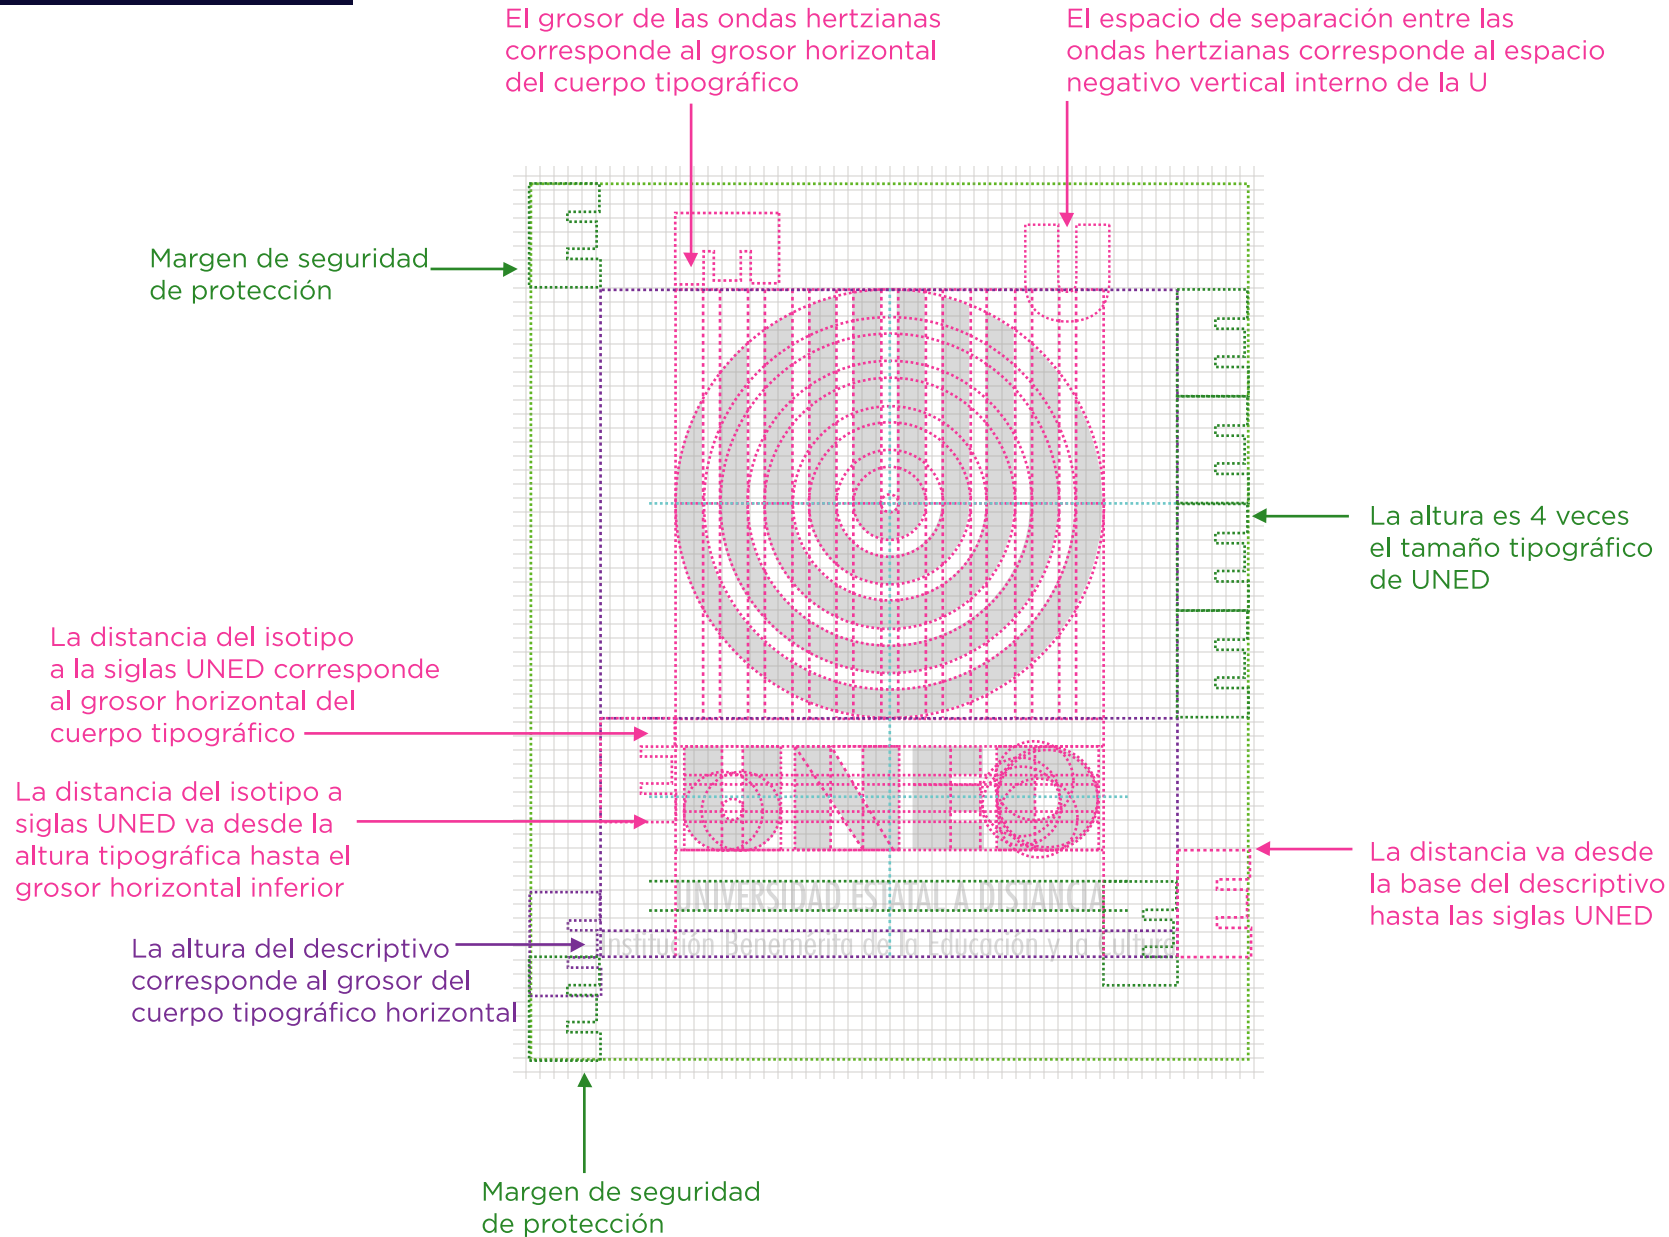 El grosor de las ondas hertzianas
corresponde al grosor horizontal
del cuerpo tipográfico
El espacio de separación entre las
ondas hertzianas corresponde al espacio
negativo vertical interno de la U
Margen de seguridad
de protección
La altura es 4 veces
el tamaño tipográfico
de UNED
La distancia del isotipo
a la siglas UNED corresponde
al grosor horizontal del
cuerpo tipográfico
La distancia del isotipo a
siglas UNED va desde la
altura tipográfica hasta el
grosor horizontal inferior
UNED
La distancia va desde
la base del descriptivo
hasta las siglas UNED
UNIVERSIDAD ESTATAL A DISTANCIA
Institución Benemérita de la Educación y la Cultura
La altura del descriptivo
corresponde al grosor del
cuerpo tipográfico horizontal
Margen de seguridad
de protección